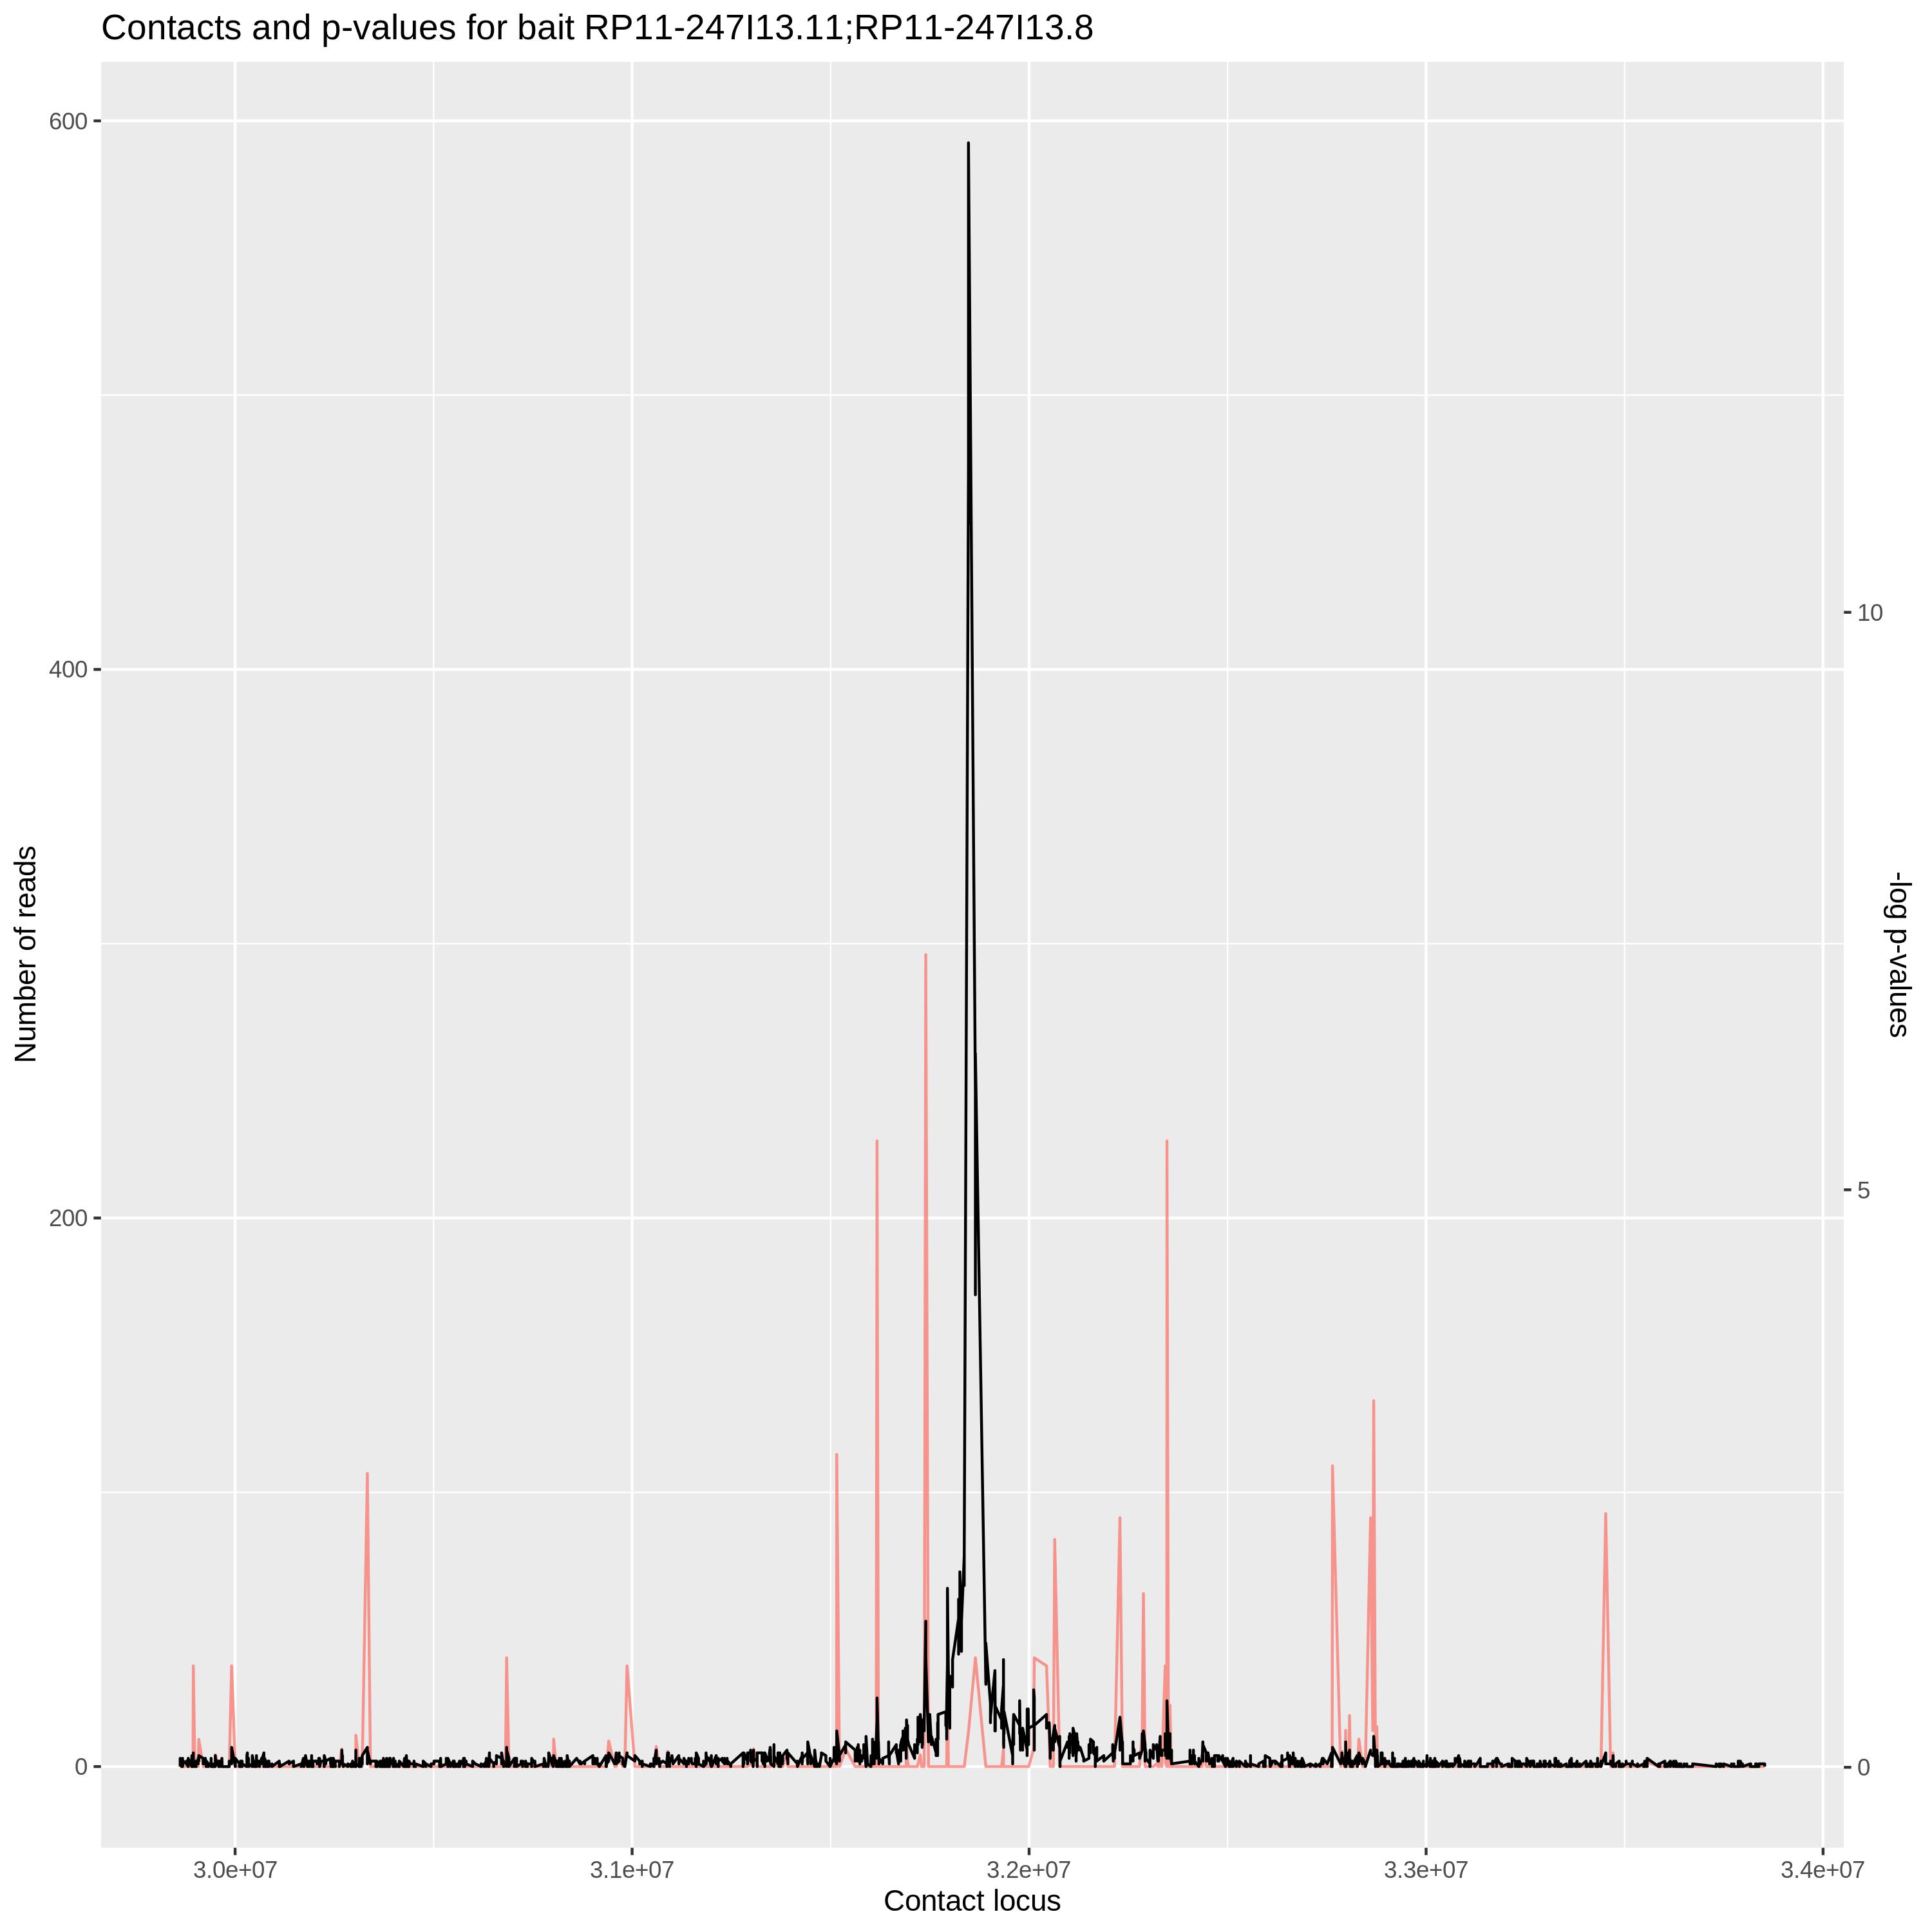 Contacts and p-values for bait RP11-247I13.11;RP11-247I13.8
600
400
200
0
Number of reads
10
5
0
-log p-values
3.0e+07
3.1e+07
3.2e+07
3.3e+07
3.4e+07
Contact locus